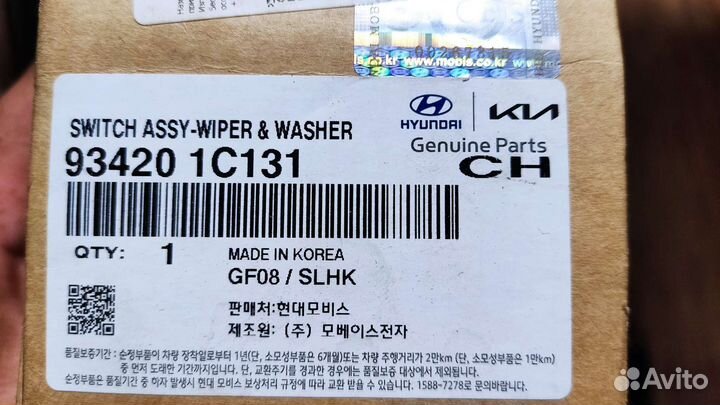 www.mobis.co.kr
HYUNDAI
SWITCH ASSY-WIPER & WASHER
93420 1C131
HYUNDAI KIA
Genuine Parts
CH
QTY: 1
MADE IN KOREA
GF08 / SLHK
판매처:현대모비스
제조원: (주) 모베이스전자
품질보증기간 : 순정부품이 차량 장착일로부터 1년(단, 소모성부품은 6개월)또는 차량 주행거리가 2만km (단, 소모성부품은 1만km)
중 먼저 도래한 기간까지입니다. 단, 교환주기를 경과한 경우에는 품질보증 대상에서 제외됩니다.
순정부품은 품질보증기간 중 하자 발생시 현대 모비스 보상처리 규정에 따라 교환 받을 수 있습니다. 1588-7278로 문의바랍니다.
Avito